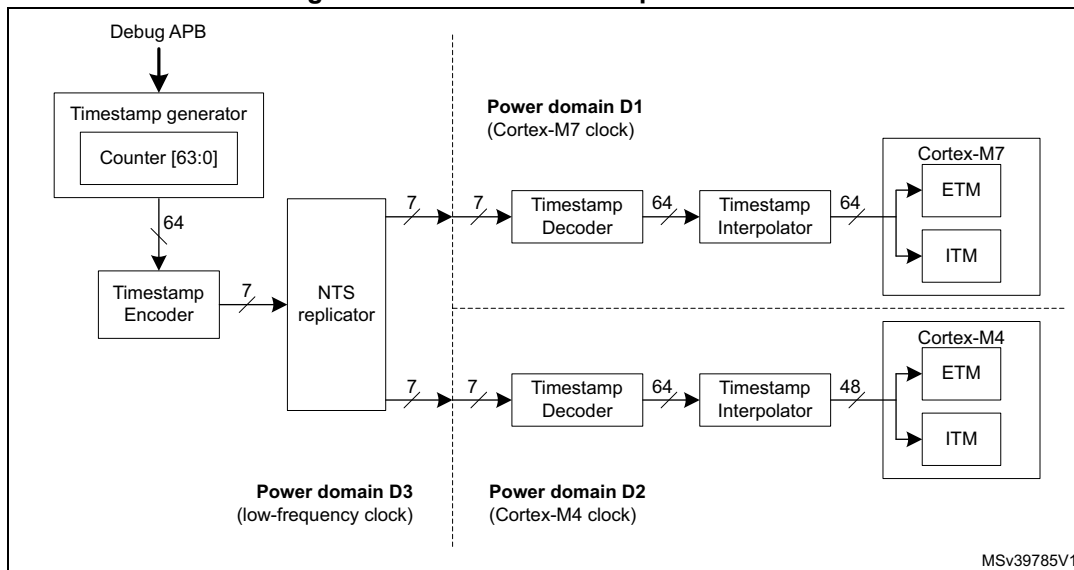 Debug APB
Timestamp generator
Counter [63:0]
64
Timestamp
Encoder
7
NTS
replicator
7
7
Power domain D3
(low-frequency clock)
Power domain D1
(Cortex-M7 clock)
7
Timestamp
Decoder
64
Timestamp
Interpolator
64
Cortex-M7
ETM
ITM
7
Timestamp
Decoder
64
Timestamp
Interpolator
48
Cortex-M4
ETM
ITM
Power domain D2
(Cortex-M4 clock)
MSv39785V1